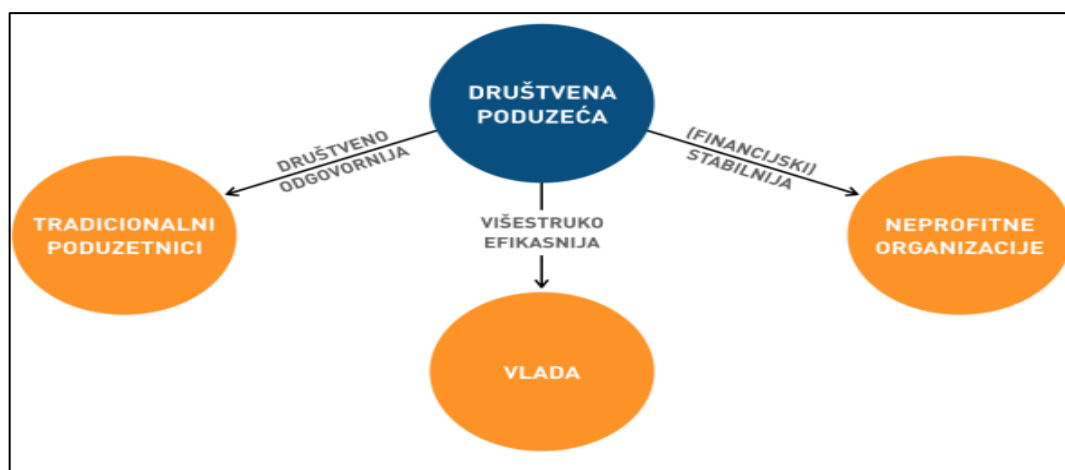 DRUŠTVENA
PODUZEĆA
DRUŠTVENO
ODGOVORNIJA
(FINANCIJSKI)
STABILNIJA
TRADICIONALNI
PODUZETNICI
VIŠESTRUKO
EFIKASNIJA
NEPROFITNE
ORGANIZACIJE
VLADA